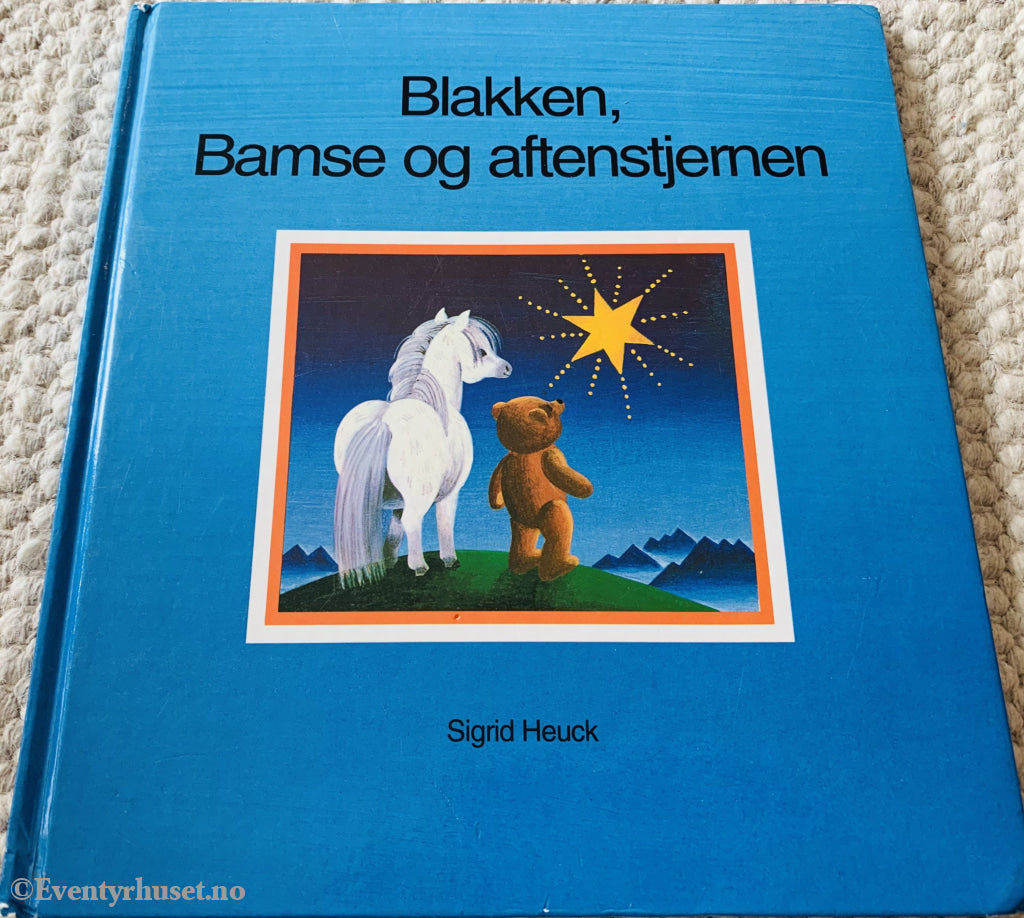 Blakken,
Bamse og aftenstjernen
Sigrid Heuck
©Eventyrhuset.no